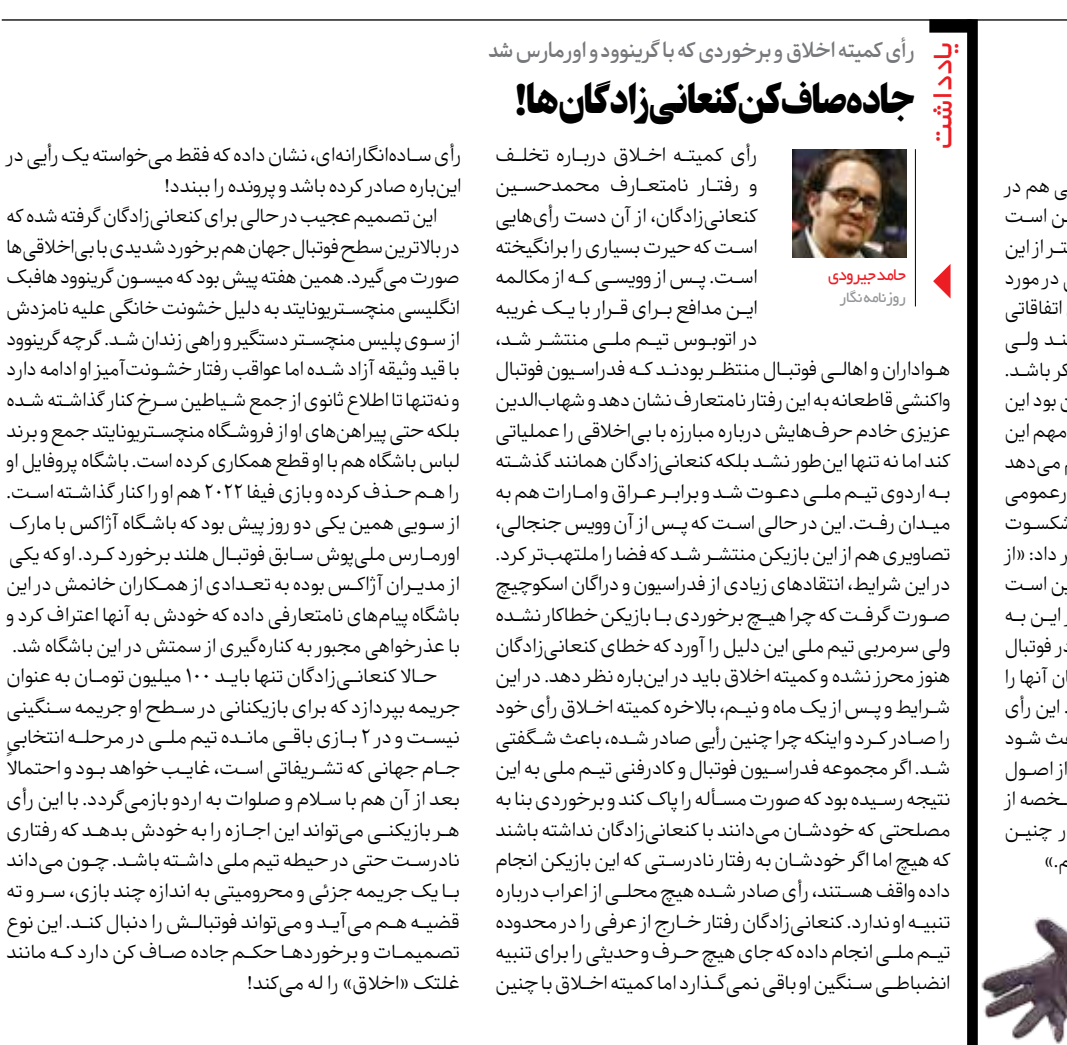 یادداشت
رأی کمیته اخلاق و برخوردی که با گرینوود و اورمارس شد
جاده‌صاف‌کن کنعانی‌زادگان‌ها!
حامد جیرودی
روزنامه‌نگار
رأی کمیته اخلاق درباره تخلف
و رفتار نامتعارف محمدحسین
کنعانی‌زادگان، از آن دست رأی‌هایی
است که حیرت بسیاری را برانگیخته
است. پس از وویسی که از مکالمه
این مدافع برای قرار با یک غریبه
در اتوبوس تیم ملی منتشر شد،
هواداران و اهالی فوتبال منتظر بودند که فدراسیون فوتبال
واکنشی قاطعانه به این رفتار نامتعارف نشان دهد و شهاب‌الدین
عزیزی خادم حرف‌هایش درباره مبارزه با بی‌اخلاقی را عملیاتی
کند اما نه تنها این‌طور نشد بلکه کنعانی‌زادگان همانند گذشته
به اردوی تیم ملی دعوت شد و برابر عراق و امارات هم به
میدان رفت. این در حالی است که پس از آن وویس جنجالی،
تصاویری هم از این بازیکن منتشر شد که فضا را ملتهب‌تر کرد.
در این شرایط، انتقادهای زیادی از فدراسیون و دراگان اسکوچیچ
صورت گرفت که چرا هیچ برخوردی با بازیکن خطاکار نشده
ولی سرمربی تیم ملی این دلیل را آورد که خطای کنعانی‌زادگان
هنوز محرز نشده و کمیته اخلاق باید در این‌باره نظر دهد. در این
شرایط و پس از یک ماه و نیم، بالاخره کمیته اخلاق رأی خود
را صادر کرد و اینکه چرا چنین رأیی صادر شده، باعث شگفتی
شد. اگر مجموعه فدراسیون فوتبال و کادرفنی تیم ملی به این
نتیجه رسیده بود که صورت مسأله را پاک کند و برخوردی بنا به
مصلحتی که خودشان می‌دانند با کنعانی‌زادگان نداشته باشند
که هیچ اما اگر خودشان به رفتار نادرستی که این بازیکن انجام
داده واقف هستند، رأی صادر شده هیچ محلی از اعراب درباره
تنبیه او ندارد. کنعانی‌زادگان رفتار خارج از عرفی را در محدوده
تیم ملی انجام داده که جای هیچ حرف و حدیثی را برای تنبیه
انضباطی سنگین او باقی نمی‌گذارد اما کمیته اخلاق با چنین
رأی ساده‌انگارانه‌ای، نشان داده که فقط می‌خواسته یک رأیی در
این‌باره صادر کرده باشد و پرونده را ببندد!
این تصمیم عجیب در حالی برای کنعانی‌زادگان گرفته شده که
در بالاترین سطح فوتبال جهان هم برخورد شدیدی با بی‌اخلاقی‌ها
صورت می‌گیرد. همین هفته پیش بود که میسون گرینوود هافبک
انگلیسی منچستریونایتد به دلیل خشونت خانگی علیه نامزدش
از سوی پلیس منچستر دستگیر و راهی زندان شد. گرچه گرینوود
با قید وثیقه آزاد شده اما عواقب رفتار خشونت‌آمیز او ادامه دارد
و نه‌تنها تا اطلاع ثانوی از جمع شیاطین سرخ کنار گذاشته شده
بلکه حتی پیراهن‌های او از فروشگاه منچستریونایتد جمع و برند
لباس باشگاه هم با او قطع همکاری کرده است. باشگاه پروفایل او
را هم حذف کرده و بازی فیفا ۲۰۲۲ هم او را کنار گذاشته است.
از سویی همین یکی دو روز پیش بود که باشگاه آژاکس با مارک
اورمارس ملی‌پوش سابق فوتبال هلند برخورد کرد. او که یکی
از مدیران آژاکس بوده به تعدادی از همکاران خانمش در این
باشگاه پیام‌های نامتعارفی داده که خودش به آنها اعتراف کرد و
با عذرخواهی مجبور به کناره‌گیری از سمتش در این باشگاه شد.
حالا کنعانی‌زادگان تنها باید ۱۰۰ میلیون تومان به عنوان
جریمه بپردازد که برای بازیکنانی در سطح او جریمه سنگینی
نیست و در ۲ بازی باقی مانده تیم ملی در مرحله انتخابیِ
جام جهانی که تشریفاتی است، غایب خواهد بود و احتمالاً
بعد از آن هم با سلام و صلوات به اردو بازمی‌گردد. با این رأی
هر بازیکنی می‌تواند این اجازه را به خودش بدهد که رفتاری
نادرست حتی در حیطه تیم ملی داشته باشد. چون می‌داند
با یک جریمه جزئی و محرومیتی به اندازه چند بازی، سر و ته
قضیه هم می‌آید و می‌تواند فوتبالش را دنبال کند. این نوع
تصمیمات و برخوردها حکم جاده صاف کن دارد که مانند
غلتک «اخلاق» را له می‌کند!